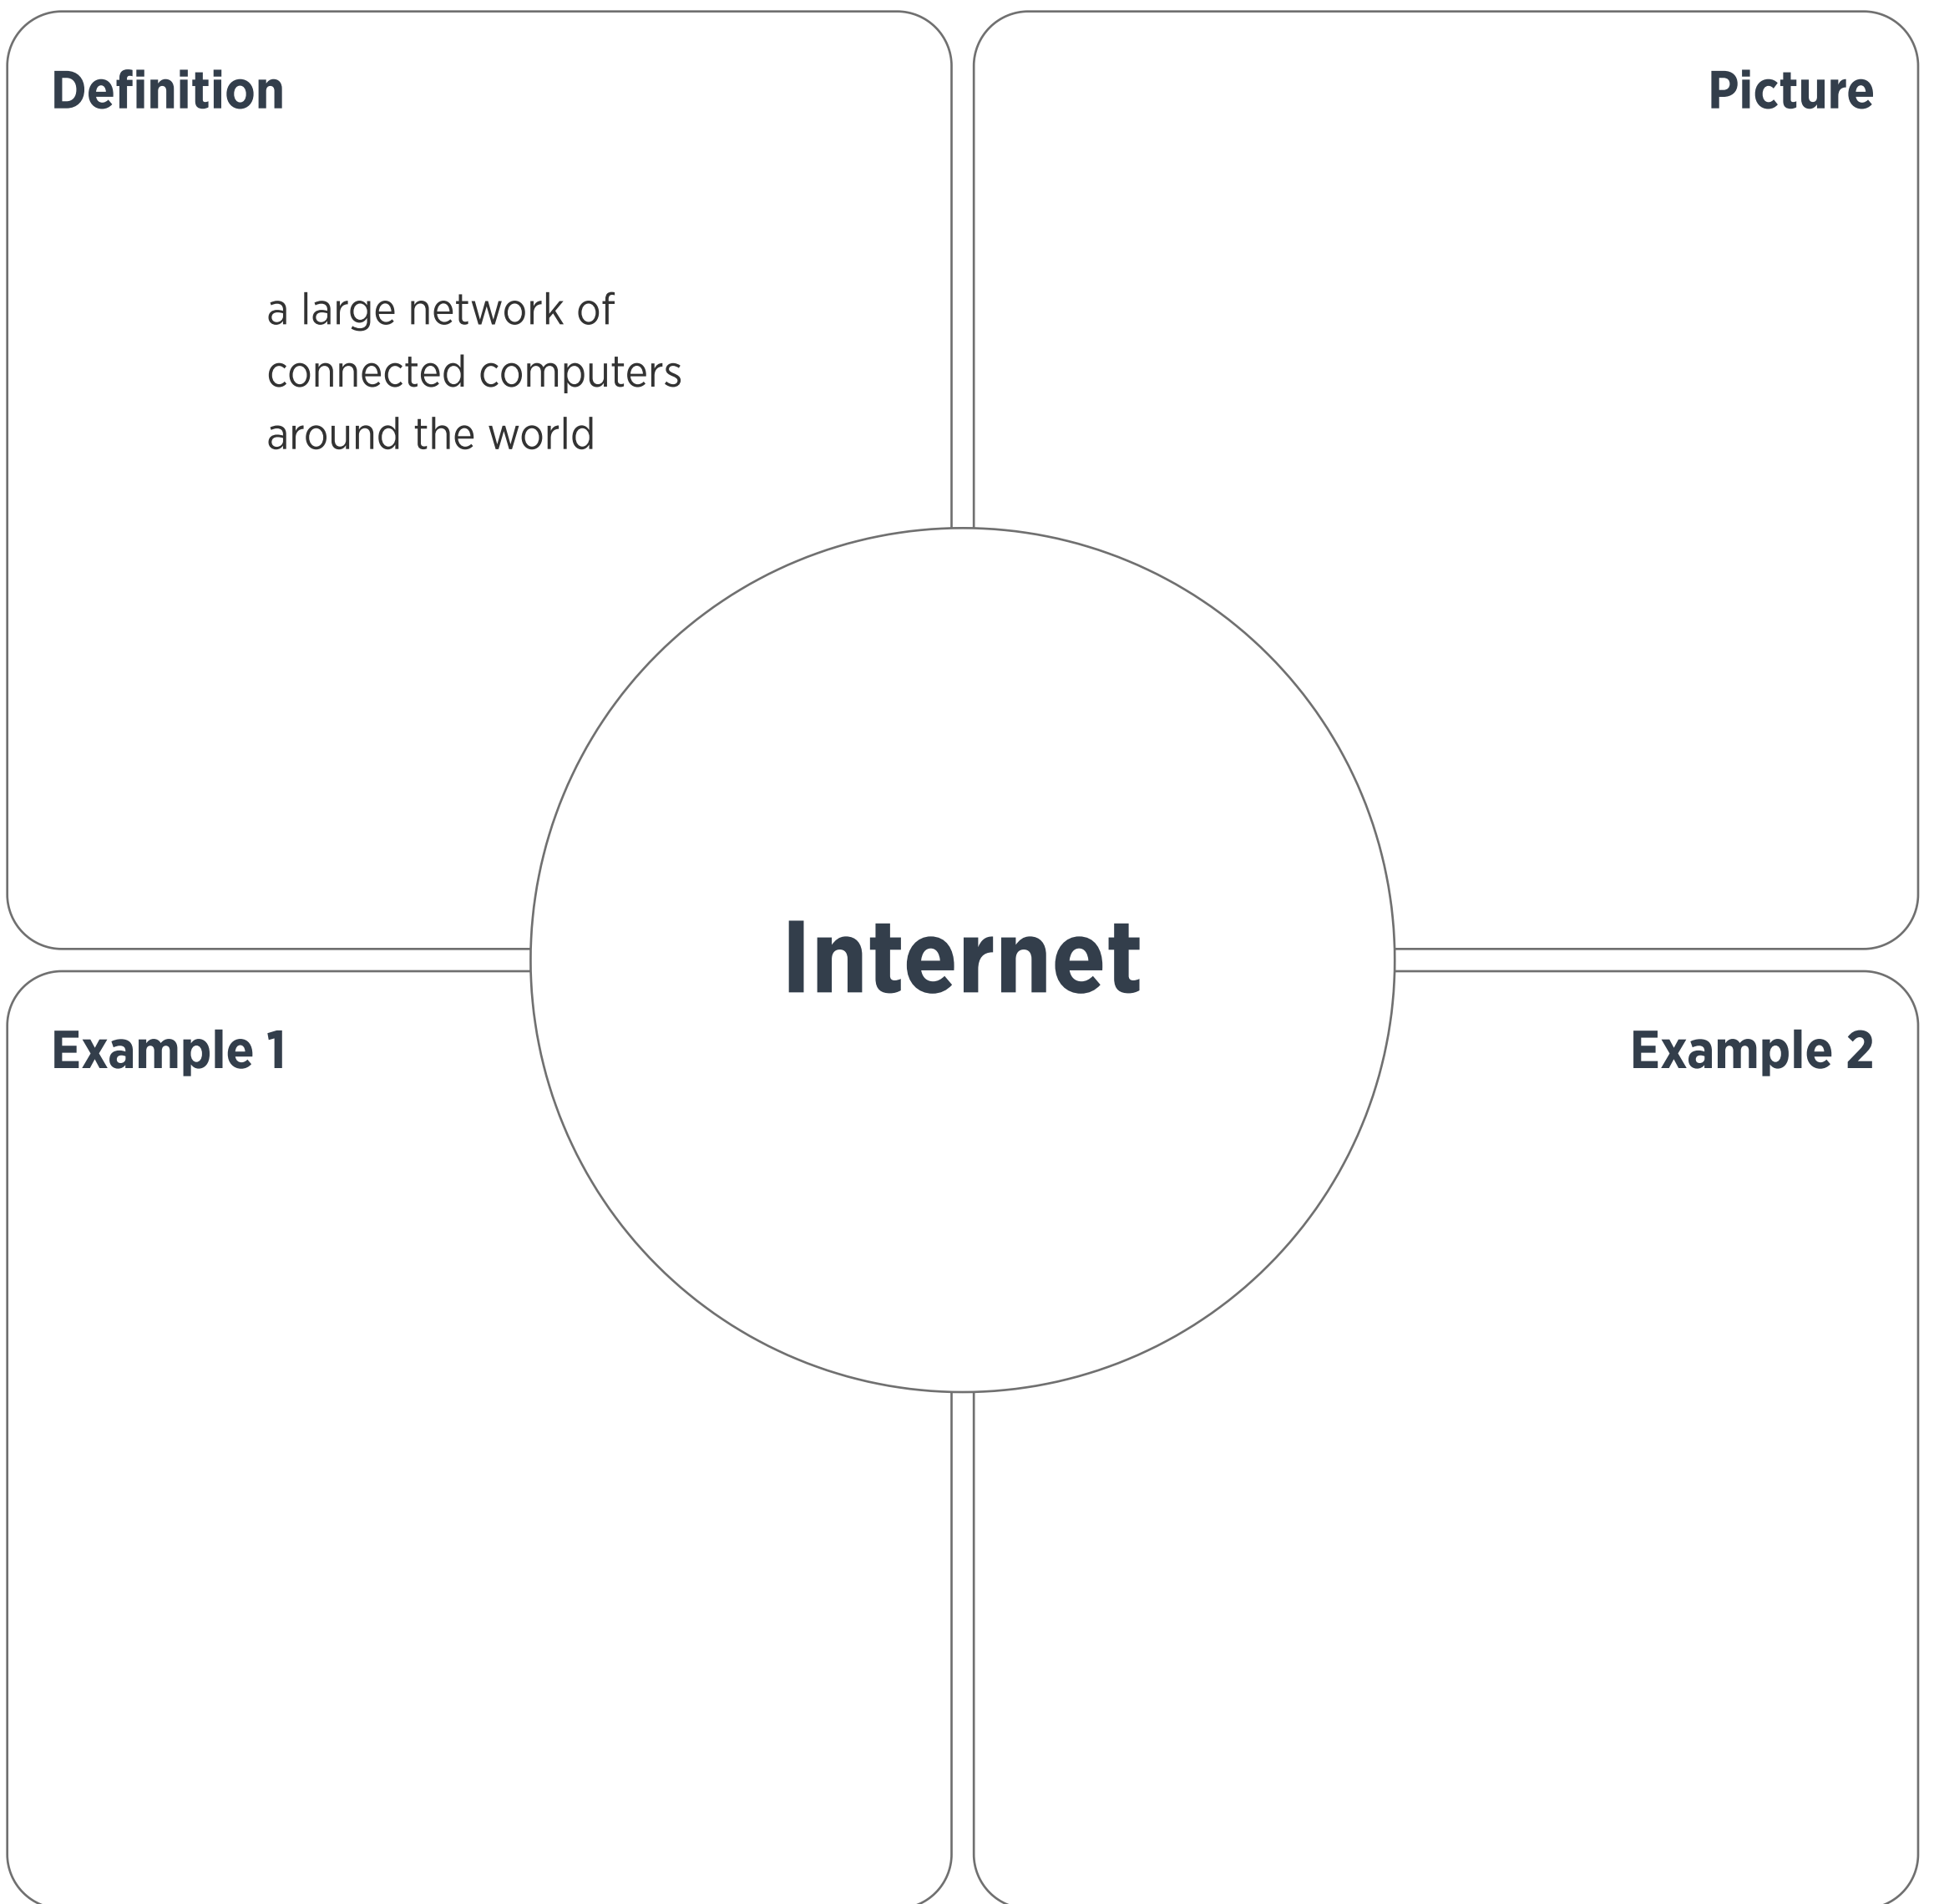 Definition
Picture
a large network of
connected computers
around the world
Internet
Example 1
Example 2